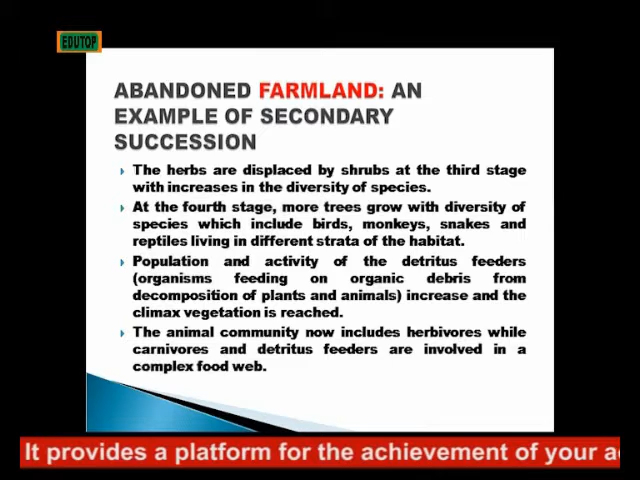 EDUTOP
ABANDONED FARMLAND: AN
EXAMPLE OF SECONDARY
SUCCESSION
The herbs are displaced by shrubs at the third stage
with increases in the diversity of species.
At the fourth stage, more trees grow with diversity of
species which include birds, monkeys, snakes and
reptiles living in different strata of the habitat.
Population and activity of the detritus feeders
(organisms feeding on organic debris from
decomposition of plants and animals) increase and the
climax vegetation is reached.
The animal community now includes herbivores while
carnivores and detritus feeders are involved in a
complex food web.
It provides a platform for the achievement of your